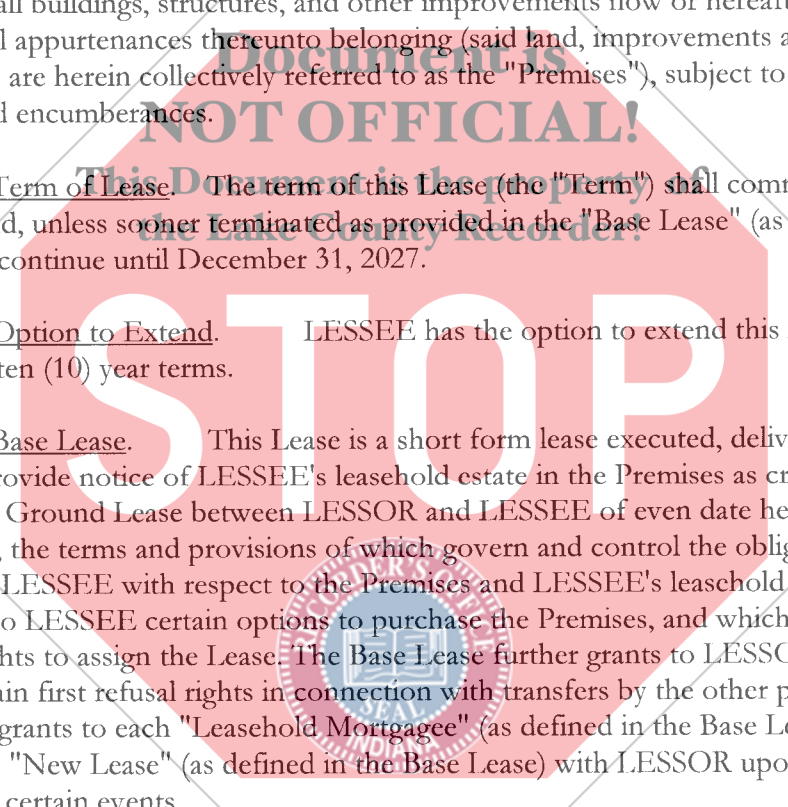 all buildings, structures, and other improvements now or hereaft
l appurtenances thereunto belonging (said land, improvements a
Document is
are herein collectively referred to as the "Premises"), subject to
d encumberances.
NOT OFFICIAL!
This Document is the property of
Term of Lease. The term of this Lease (the "Term") shall comm
the Lake County Recorder!
d, unless sooner terminated as provided in the "Base Lease" (as
continue until December 31, 2027.
STOP
Option to Extend. LESSEE has the option to extend this
ten (10) year terms.
Base Lease. This Lease is a short form lease executed, deliv
rovide notice of LESSEE's leasehold estate in the Premises as cr
Ground Lease between LESSOR and LESSEE of even date he
, the terms and provisions of which govern and control the oblig
LESSEE with respect to the Premises and LESSEE's leasehold
o LESSEE certain options to purchase the Premises, and which
hts to assign the Lease. The Base Lease further grants to LESSO
ain first refusal rights in connection with transfers by the other p
grants to each "Leasehold Mortgagee" (as defined in the Base Le
"New Lease" (as defined in the Base Lease) with LESSOR upo
certain events.
RECORDER'S OFFICE
SEAL
INDIANA